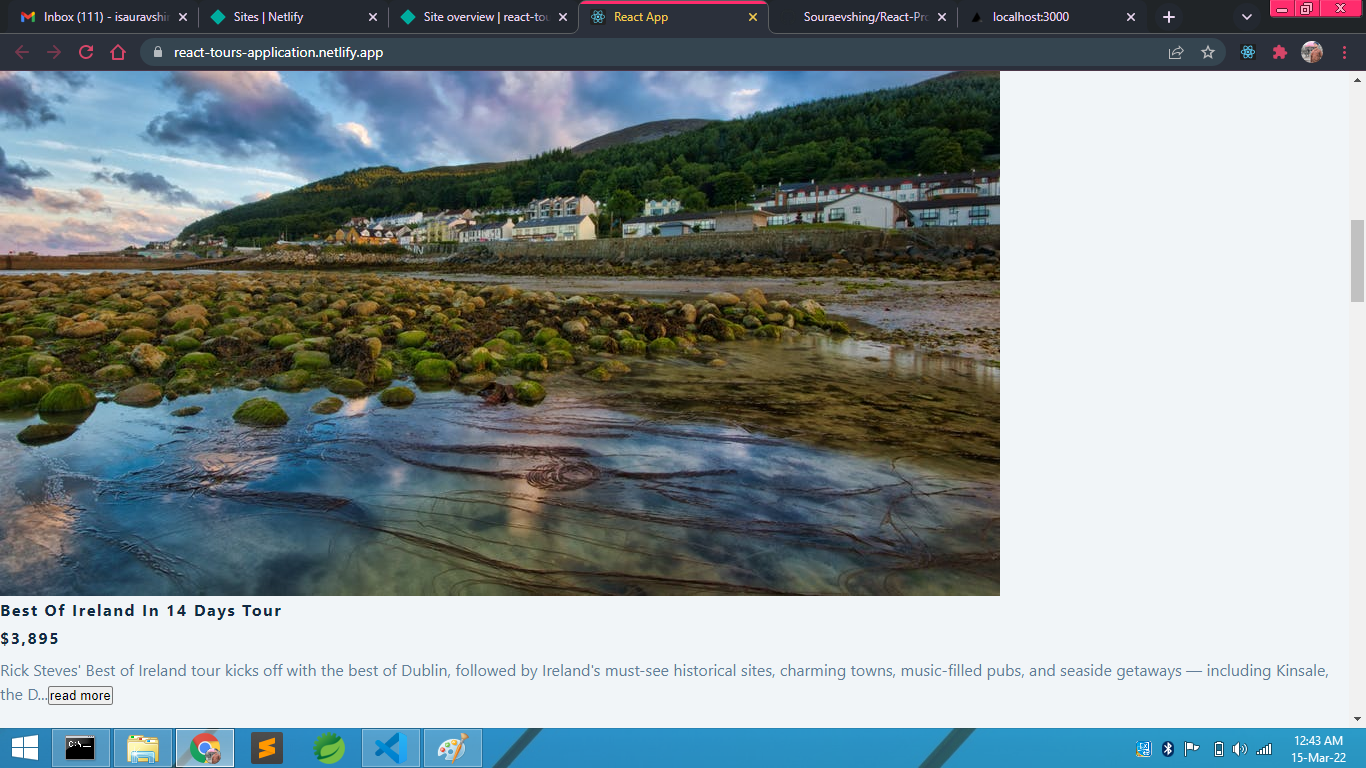 Inbox (111) - isauravshin
Sites | Netlify
Site overview | react-tou
React App
Souraevshing/React-Pro
localhost:3000
react-tours-application.netlify.app
Best Of Ireland In 14 Days Tour
$3,895
Rick Steves' Best of Ireland tour kicks off with the best of Dublin, followed by Ireland's must-see historical sites, charming towns, music-filled pubs, and seaside getaways — including Kinsale,
the D...read more
12:43 AM
15-Mar-22